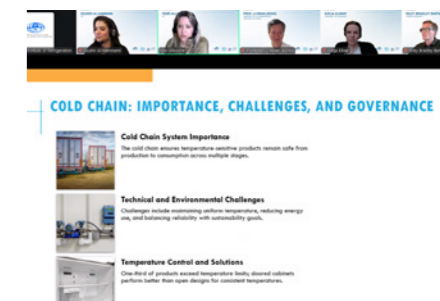 COLD CHAIN: IMPORTANCE, CHALLENGES, AND GOVERNANCE
Cold Chain System Importance
The cold chain ensures temperature-sensitive products remain safe from
production to consumption across multiple stages.
Technical and Environmental Challenges
Challenges include maintaining uniform temperature, reducing energy
use, and balancing reliability with sustainability goals.
Temperature Control and Solutions
One-third of products exceed temperature limits; doored cabinets
perform better than open designs for consistent temperatures.